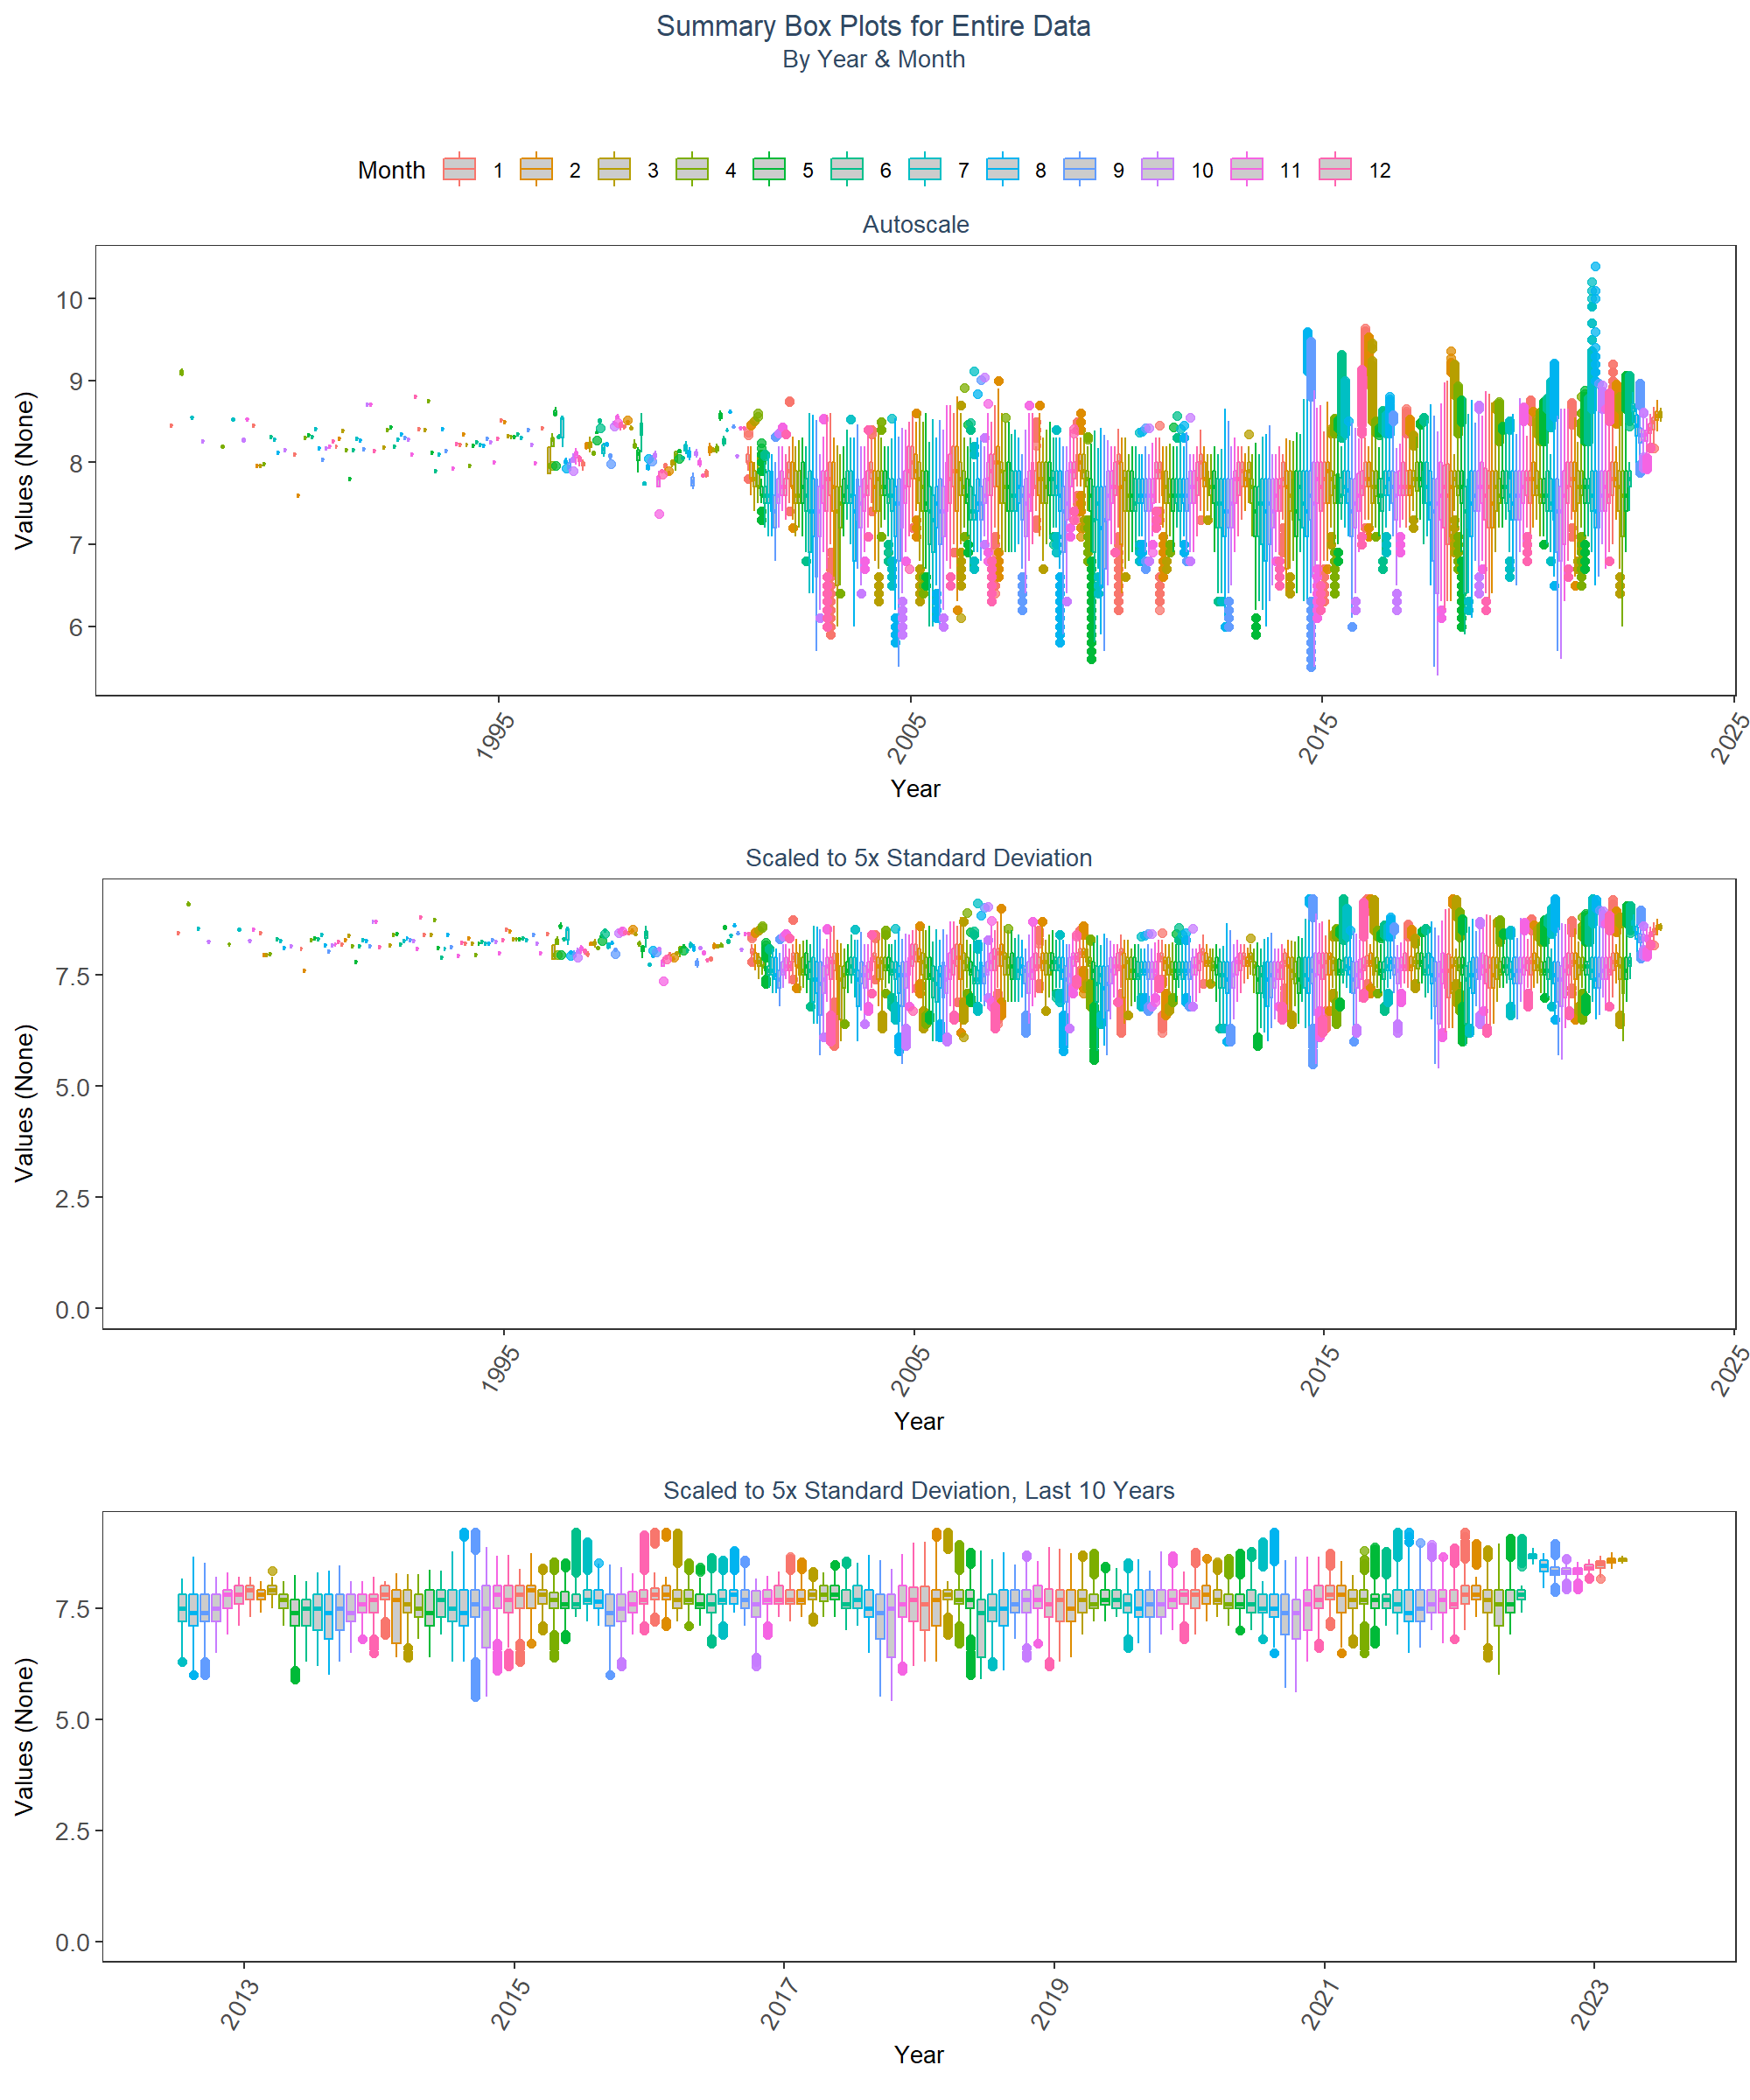 Summary Box Plots for Entire Data
By Year & Month
Month 1 2 3 4 5 6 7 8 9 10 11 12
Autoscale
Values (None)
10
9
8
7
6
1995 2005 2015 2025
Year
Scaled to 5x Standard Deviation
Values (None)
7.5
5.0
2.5
0.0
1995 2005 2015 2025
Year
Scaled to 5x Standard Deviation, Last 10 Years
Values (None)
7.5
5.0
2.5
0.0
2013 2015 2017 2019 2021 2023
Year